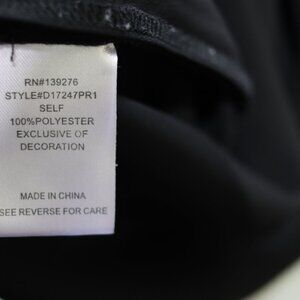 RN#139276
STYLE#D17247PR1
SELF
100%POLYESTER
EXCLUSIVE OF
DECORATION
MADE IN CHINA
SEE REVERSE FOR CARE